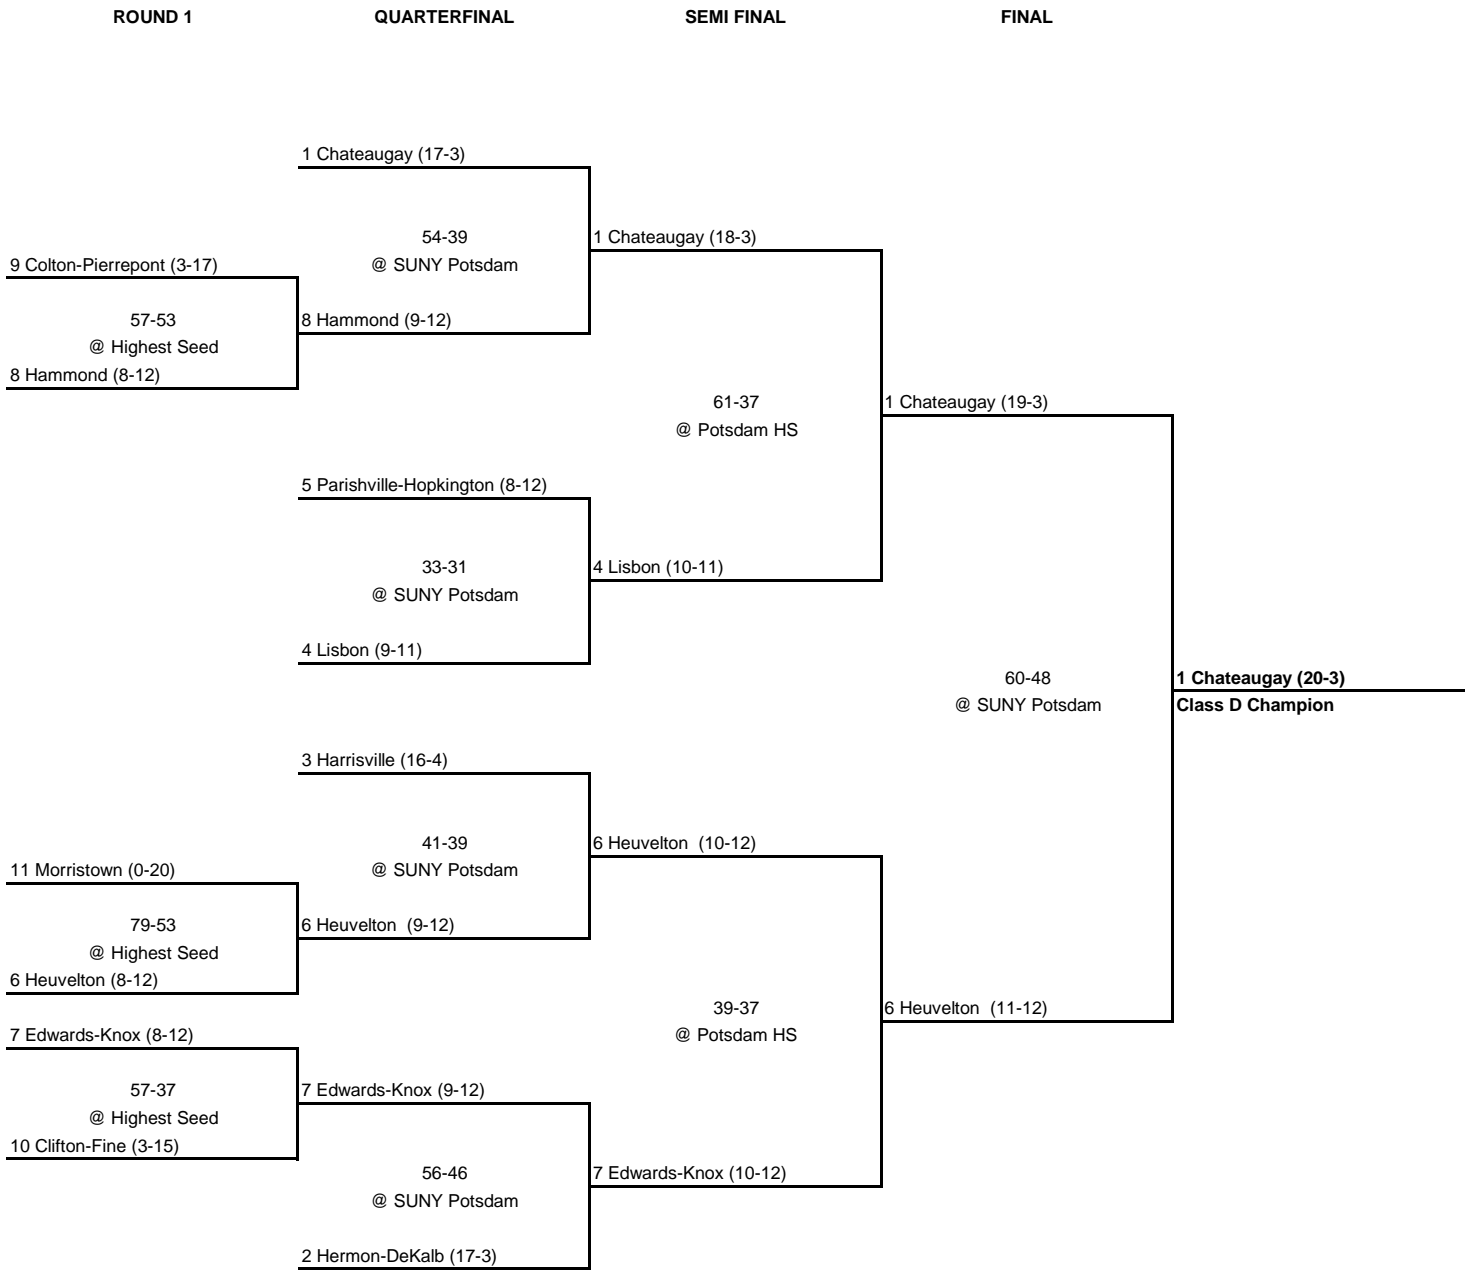 ROUND 1 QUARTERFINAL SEMI FINAL FINAL
1 Chateaugay (17-3)
54-39
@ SUNY Potsdam
1 Chateaugay (18-3)
9 Colton-Pierrepont (3-17)
57-53
@ Highest Seed
8 Hammond (8-12)
8 Hammond (9-12)
61-37
@ Potsdam HS
1 Chateaugay (19-3)
5 Parishville-Hopkington (8-12)
33-31
@ SUNY Potsdam
4 Lisbon (10-11)
4 Lisbon (9-11)
60-48
@ SUNY Potsdam
1 Chateaugay (20-3)
Class D Champion
3 Harrisville (16-4)
41-39
@ SUNY Potsdam
6 Heuvelton  (10-12)
11 Morristown (0-20)
79-53
@ Highest Seed
6 Heuvelton (8-12)
6 Heuvelton  (9-12)
39-37
@ Potsdam HS
6 Heuvelton  (11-12)
7 Edwards-Knox (8-12)
57-37
@ Highest Seed
10 Clifton-Fine (3-15)
7 Edwards-Knox (9-12)
56-46
@ SUNY Potsdam
7 Edwards-Knox (10-12)
2 Hermon-DeKalb (17-3)